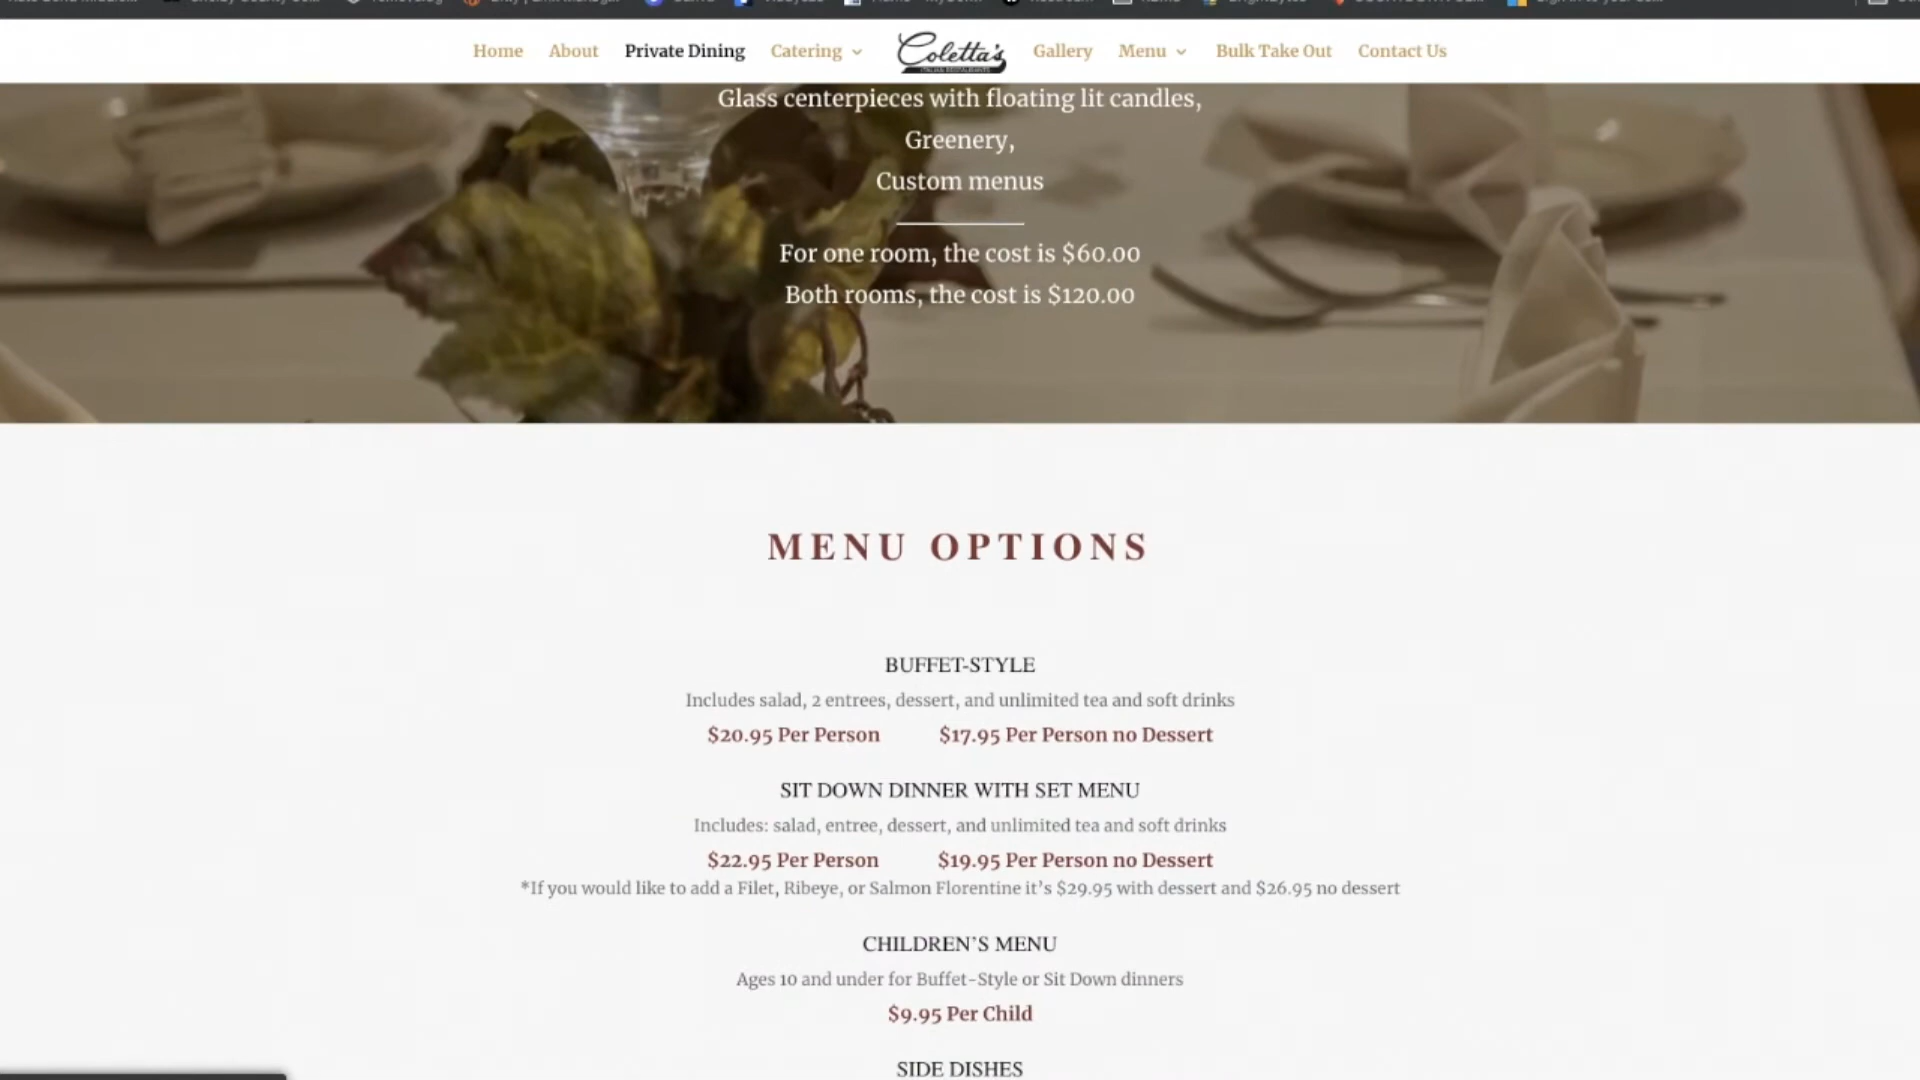 Home About Private Dining Catering Coletta's Gallery Menu Bulk Take Out Contact Us
Glass centerpieces with floating lit candles,
Greenery,
Custom menus
For one room, the cost is $60.00
Both rooms, the cost is $120.00
MENU OPTIONS
BUFFET-STYLE
Includes salad, 2 entrees, dessert, and unlimited tea and soft drinks
$20.95 Per Person $17.95 Per Person no Dessert
SIT DOWN DINNER WITH SET MENU
Includes: salad, entree, dessert, and unlimited tea and soft drinks
$22.95 Per Person $19.95 Per Person no Dessert
*If you would like to add a Filet, Ribeye, or Salmon Florentine it’s $29.95 with dessert and $26.95 no dessert
CHILDREN’S MENU
Ages 10 and under for Buffet-Style or Sit Down dinners
$9.95 Per Child
SIDE DISHES